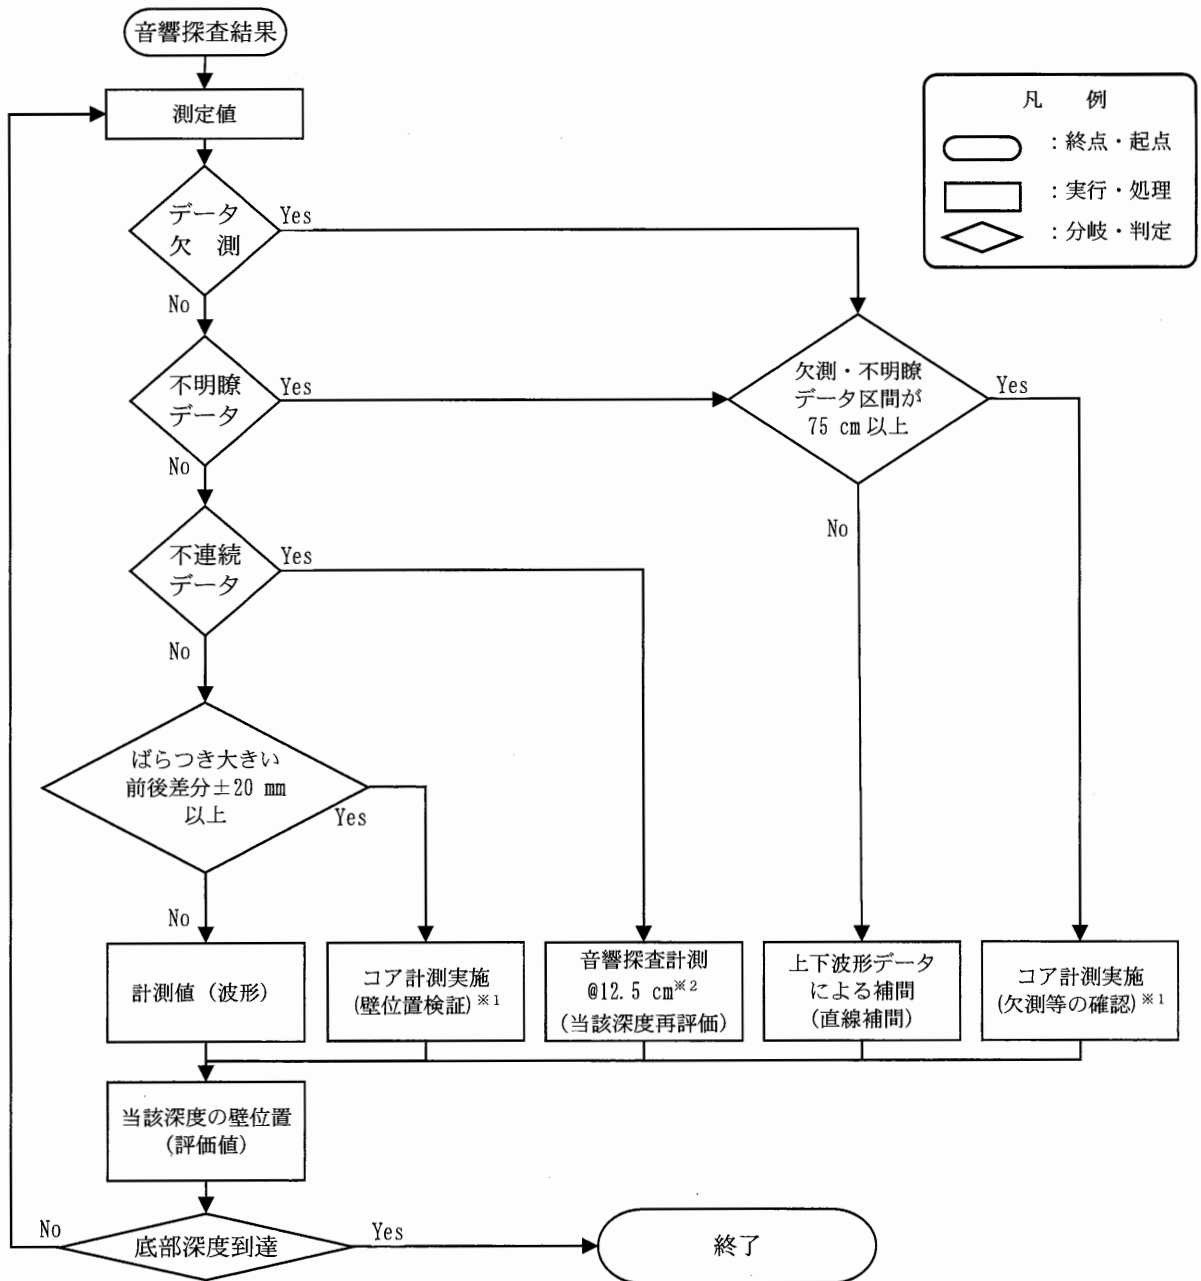 音響探査結果
測定値
凡 例
：終点・起点
：実行・処理
：分岐・判定
データ
欠 測
Yes
No
不明瞭
データ
Yes
No
欠測・不明瞭
データ区間が
75 cm 以上
Yes
No
不連続
データ
Yes
No
ばらつき大きい
前後差分±20 mm
以上
Yes
No
計測値（波形）
コア計測実施
(壁位置検証)※1
音響探査計測
@12.5 cm※2
(当該深度再評価)
上下波形データ
による補間
(直線補間)
コア計測実施
(欠測等の確認)※1
当該深度の壁位置
(評価値)
No
底部深度到達
Yes
終了